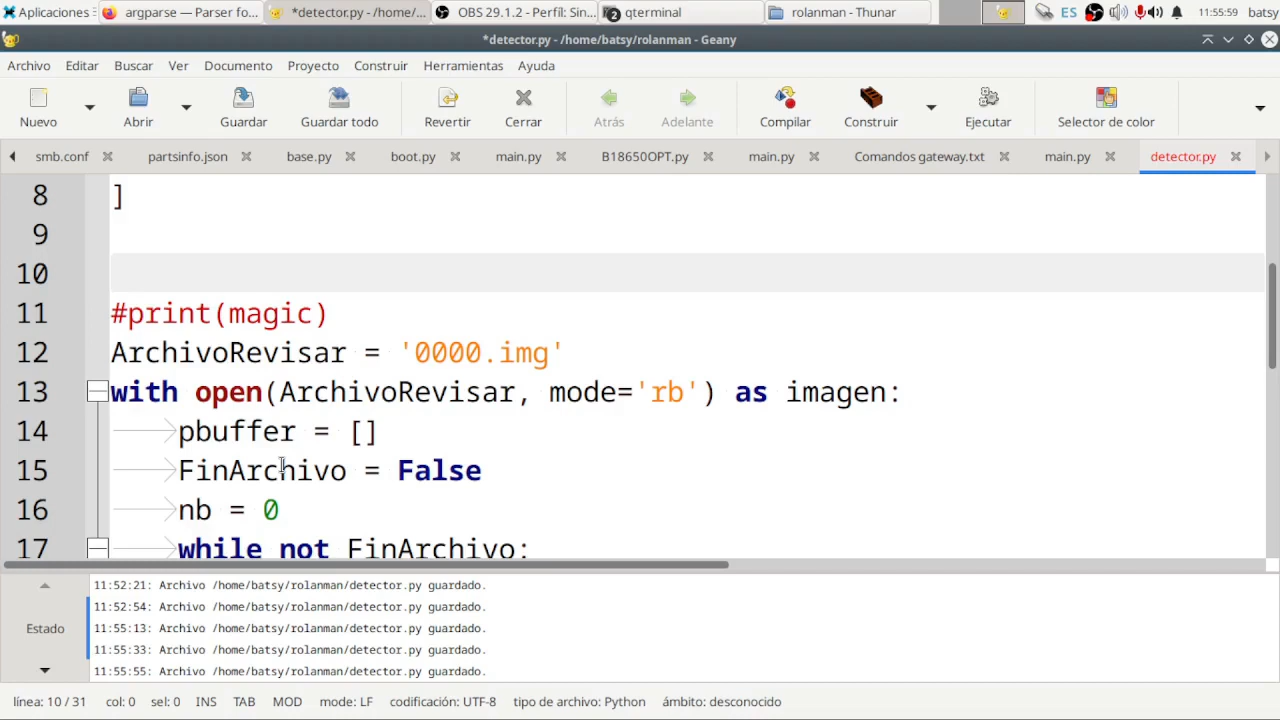 Aplicaciones argparse — Parser fo... *detector.py - /home/... OBS 29.1.2 - Perfil: Sin... 2 qterminal rolanman - Thunar ES 11:55:59 batsy
*detector.py - /home/batsy/rolanman - Geany
Archivo Editar Buscar Ver Documento Proyecto Construir Herramientas Ayuda
Nuevo Abrir Guardar Guardar todo Revertir Cerrar Atrás Adelante Compilar Construir Ejecutar Selector de color
smb.conf partsinfo.json base.py boot.py main.py B18650OPT.py main.py Comandos gateway.txt main.py detector.py
8 ]
9
10
11 #print(magic)
12 ArchivoRevisar = '0000.img'
13 with open(ArchivoRevisar, mode='rb') as imagen:
14 pbuffer = []
15 FinArchivo = False
16 nb = 0
17 while not FinArchivo:
11:52:21: Archivo /home/batsy/rolanman/detector.py guardado.
11:52:54: Archivo /home/batsy/rolanman/detector.py guardado.
Estado 11:55:13: Archivo /home/batsy/rolanman/detector.py guardado.
11:55:33: Archivo /home/batsy/rolanman/detector.py guardado.
11:55:55: Archivo /home/batsy/rolanman/detector.py guardado.
línea: 10 / 31 col: 0 sel: 0 INS TAB MOD mode: LF codificación: UTF-8 tipo de archivo: Python ámbito: desconocido